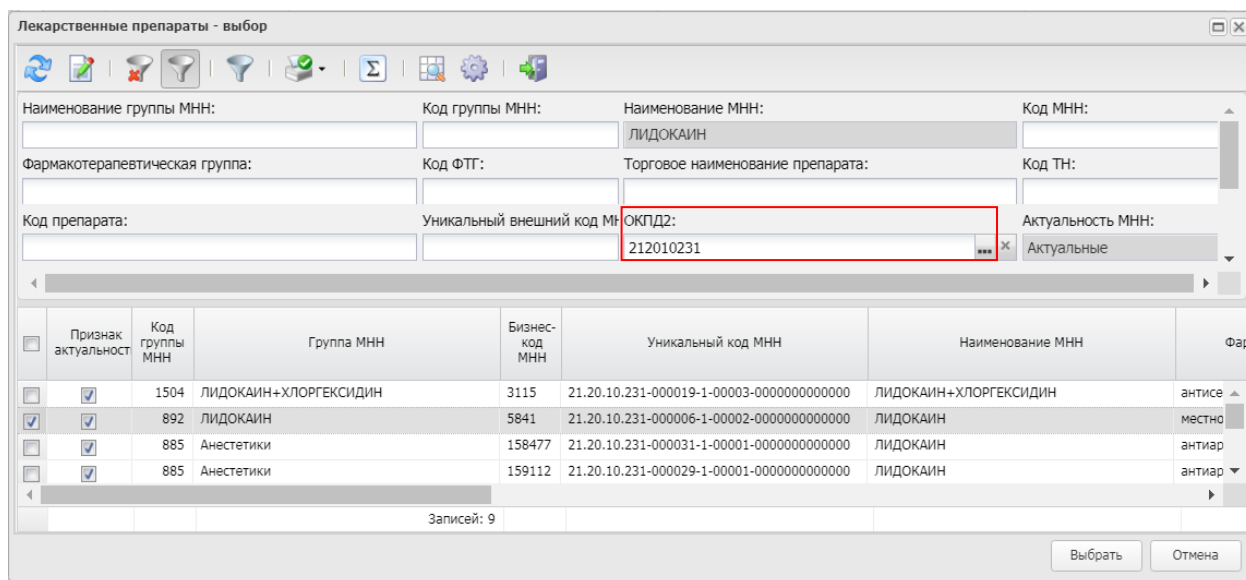 Лекарственные препараты - выбор
Наименование группы МНН: Код группы МНН: Наименование МНН: Код МНН:
ЛИДОКАИН
Фармакотерапевтическая группа: Код ФТГ: Торговое наименование препарата: Код ТН:
Код препарата: Уникальный внешний код МН ОКПД2: Актуальность МНН:
212010231 ... Актуальные
Признак актуальност Код группы МНН Группа МНН Бизнес-код МНН Уникальный код МНН Наименование МНН Фар
1504 ЛИДОКАИН+ХЛОРГЕКСИДИН 3115 21.20.10.231-000019-1-00003-0000000000000 ЛИДОКАИН+ХЛОРГЕКСИДИН антисе
892 ЛИДОКАИН 5841 21.20.10.231-000006-1-00002-0000000000000 ЛИДОКАИН местно
885 Анестетики 158477 21.20.10.231-000031-1-00001-0000000000000 ЛИДОКАИН антиар
885 Анестетики 159112 21.20.10.231-000029-1-00001-0000000000000 ЛИДОКАИН антиар
Записей: 9
Выбрать Отмена